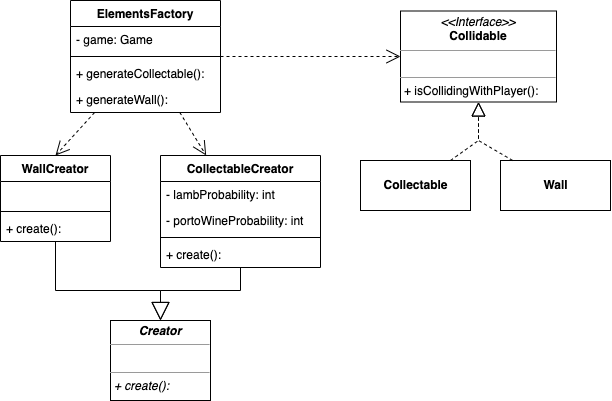 ElementsFactory
- game: Game
+ generateCollectable():
+ generateWall():
<<Interface>>
Collidable
+ isCollidingWithPlayer():
WallCreator
+ create():
CollectableCreator
- lambProbability: int
- portoWineProbability: int
+ create():
Collectable
Wall
Creator
+ create():